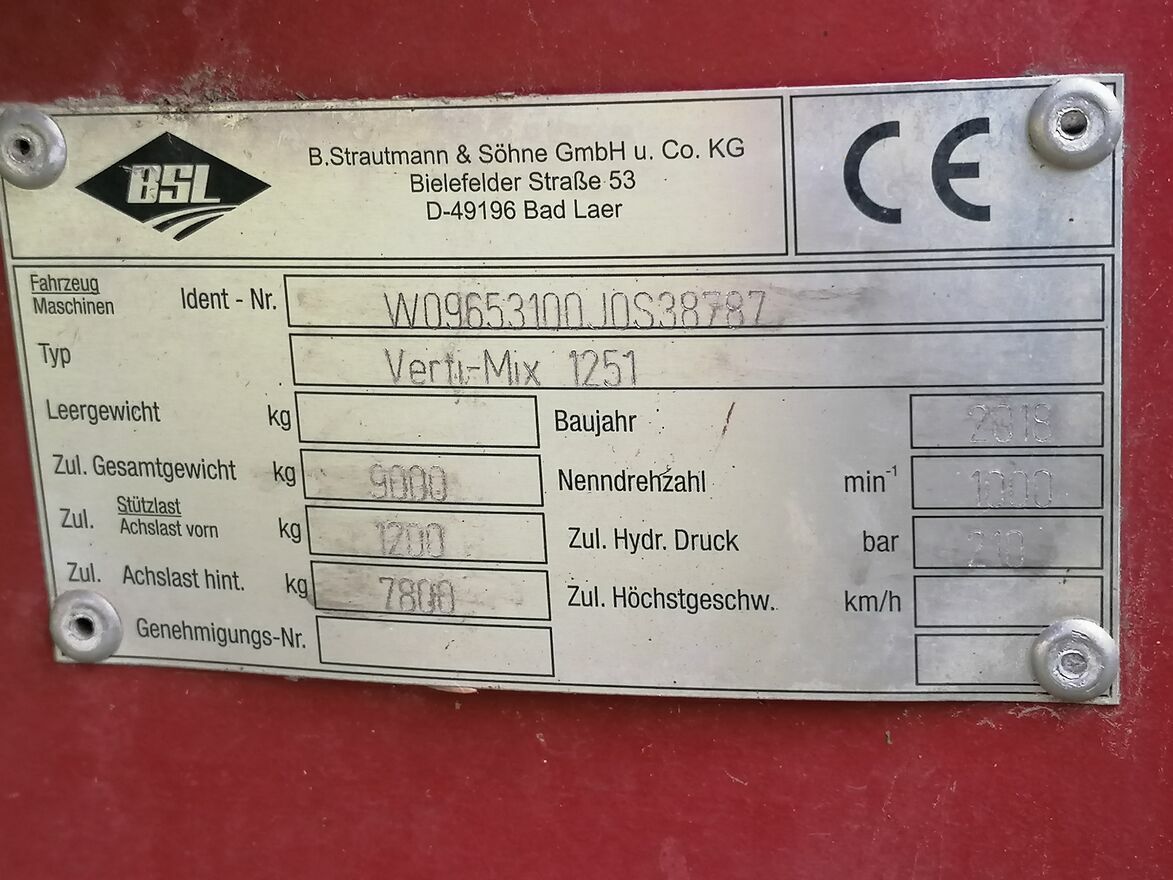 BSL
B.Strautmann & Söhne GmbH u. Co. KG
Bielefelder Straße 53
D-49196 Bad Laer
CE
Fahrzeug
Maschinen
Ident - Nr. W09653100J0S38787
Typ Verti-Mix 1251
Leergewicht kg
Baujahr 2018
Zul. Gesamtgewicht kg 9000
Nenndrehzahl min-1 1000
Zul. Stützlast
Achslast vorn kg 1200
Zul. Hydr. Druck bar 210
Zul. Achslast hint. kg 7800
Zul. Höchstgeschw. km/h
Genehmigungs-Nr.